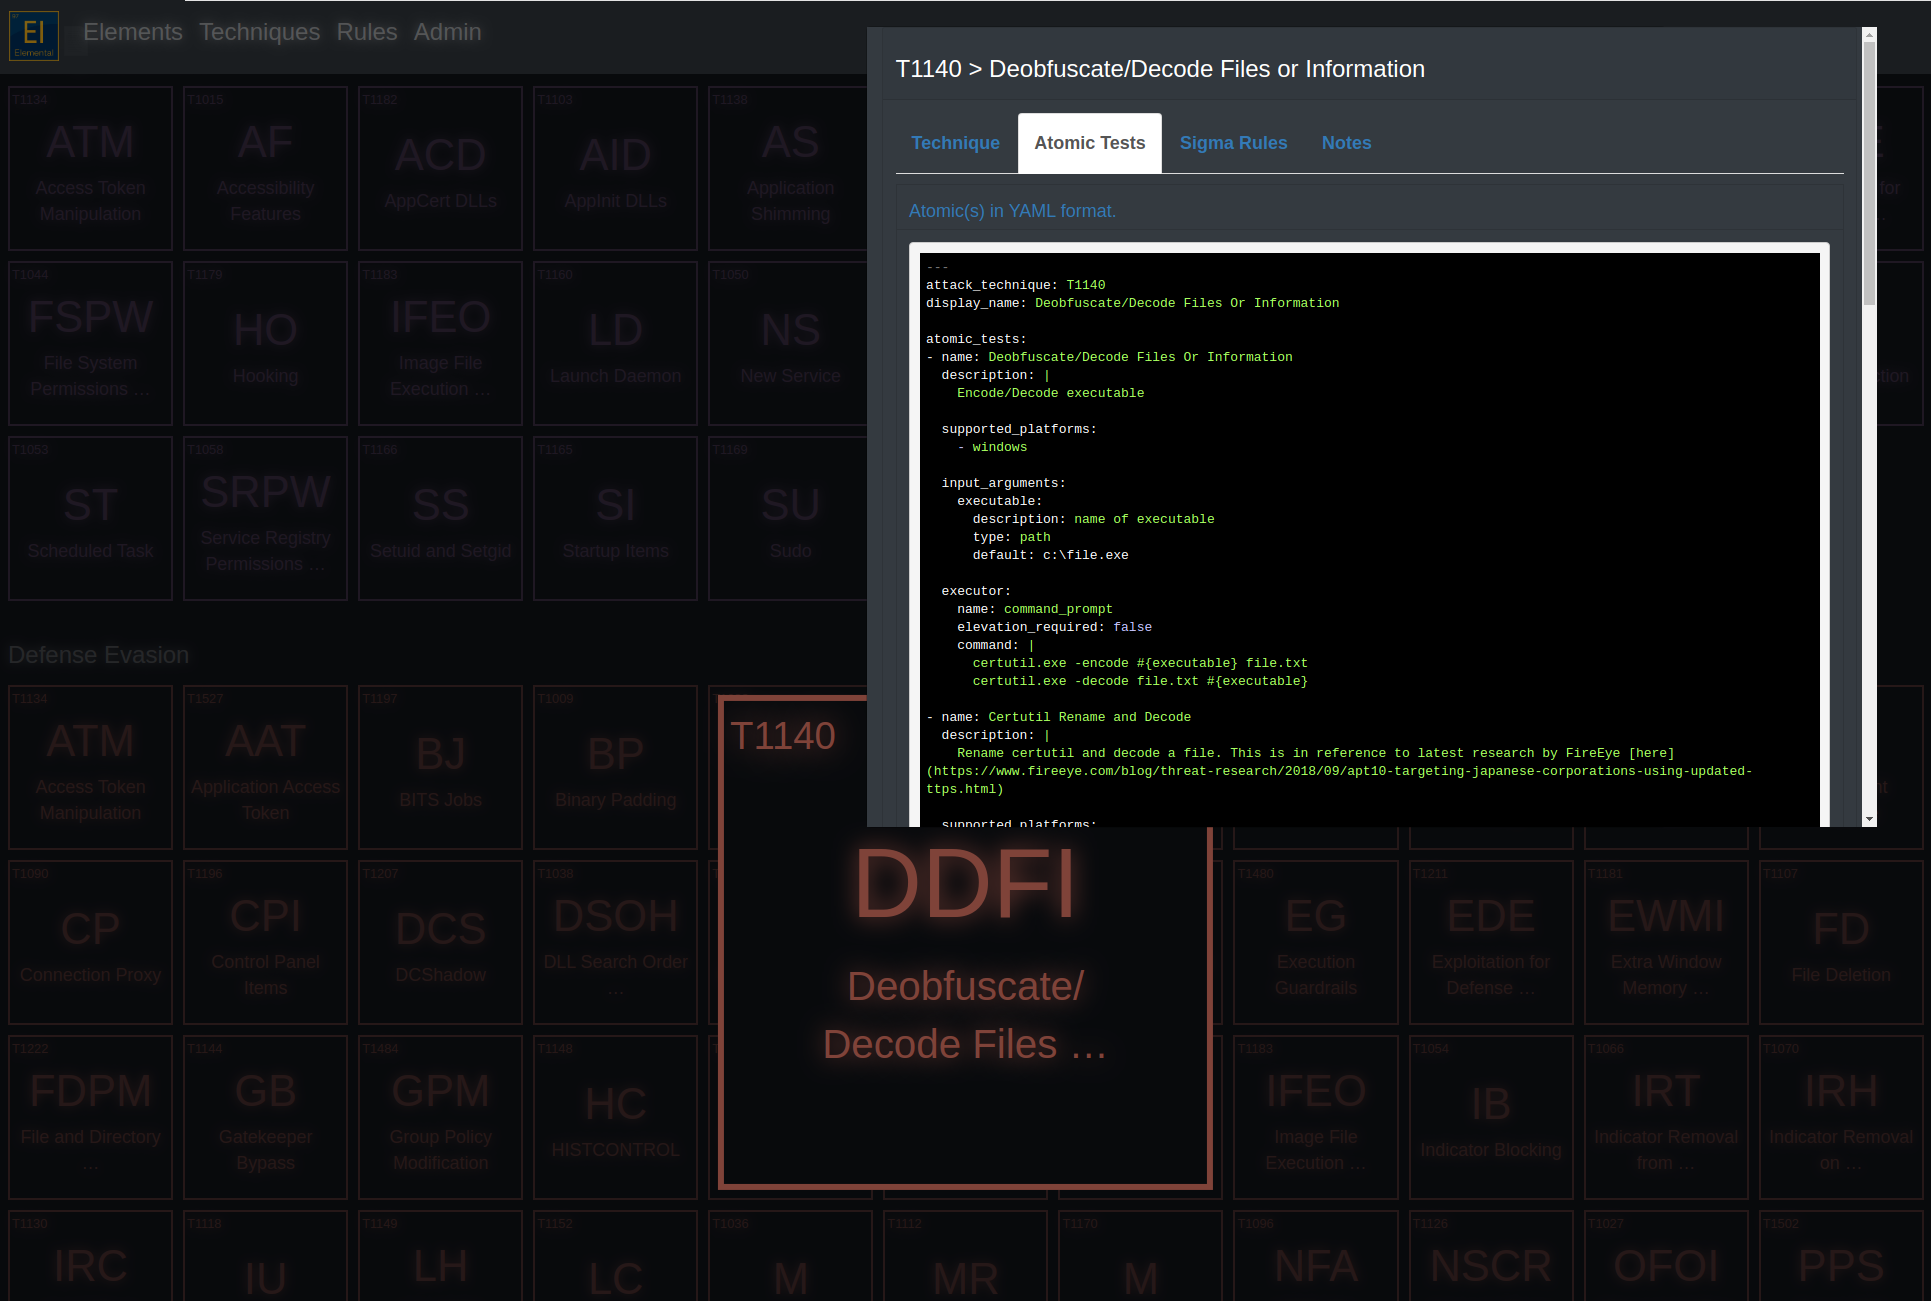 El
Elemental
Elements Techniques Rules Admin
T1134
ATM
Access Token
Manipulation
T1015
AF
Accessibility
Features
T1182
ACD
AppCert DLLs
T1103
AID
AppInit DLLs
T1138
AS
Application
Shimming
T1044
FSPW
File System
Permissions …
T1179
HO
Hooking
T1183
IFEO
Image File
Execution …
T1160
LD
Launch Daemon
T1050
NS
New Service
T1053
ST
Scheduled Task
T1058
SRPW
Service Registry
Permissions …
T1166
SS
Setuid and Setgid
T1165
SI
Startup Items
T1169
SU
Sudo
T1140 > Deobfuscate/Decode Files or Information
Technique Atomic Tests Sigma Rules Notes
Atomic(s) in YAML format.
---
attack_technique: T1140
display_name: Deobfuscate/Decode Files Or Information
atomic_tests:
- name: Deobfuscate/Decode Files Or Information
description: |
Encode/Decode executable
supported_platforms:
- windows
input_arguments:
executable:
description: name of executable
type: path
default: c:\file.exe
executor:
name: command_prompt
elevation_required: false
command: |
certutil.exe -encode #{executable} file.txt
certutil.exe -decode file.txt #{executable}
- name: Certutil Rename and Decode
description: |
Rename certutil and decode a file. This is in reference to latest research by FireEye [here]
(https://www.fireeye.com/blog/threat-research/2018/09/apt10-targeting-japanese-corporations-using-updated-
ttps.html)
supported_platforms:
Defense Evasion
T1134
ATM
Access Token
Manipulation
T1527
AAT
Application Access
Token
T1197
BJ
BITS Jobs
T1009
BP
Binary Padding
T1140
DDFI
Deobfuscate/
Decode Files …
T1090
CP
Connection Proxy
T1196
CPI
Control Panel
Items
T1207
DCS
DCShadow
T1038
DSOH
DLL Search Order
…
T1480
EG
Execution
Guardrails
T1211
EDE
Exploitation for
Defense …
T1181
EWMI
Extra Window
Memory …
T1107
FD
File Deletion
T1222
FDPM
File and Directory
…
T1144
GB
Gatekeeper
Bypass
T1484
GPM
Group Policy
Modification
T1148
HC
HISTCONTROL
T1183
IFEO
Image File
Execution …
T1054
IB
Indicator Blocking
T1066
IRT
Indicator Removal
from …
T1070
IRH
Indicator Removal
on …
T1130
IRC
T1118
IU
T1149
LH
T1152
LC
T1036
M
T1112
MR
T1170
M
T1096
NFA
T1126
NSCR
T1027
OFOI
T1502
PPS